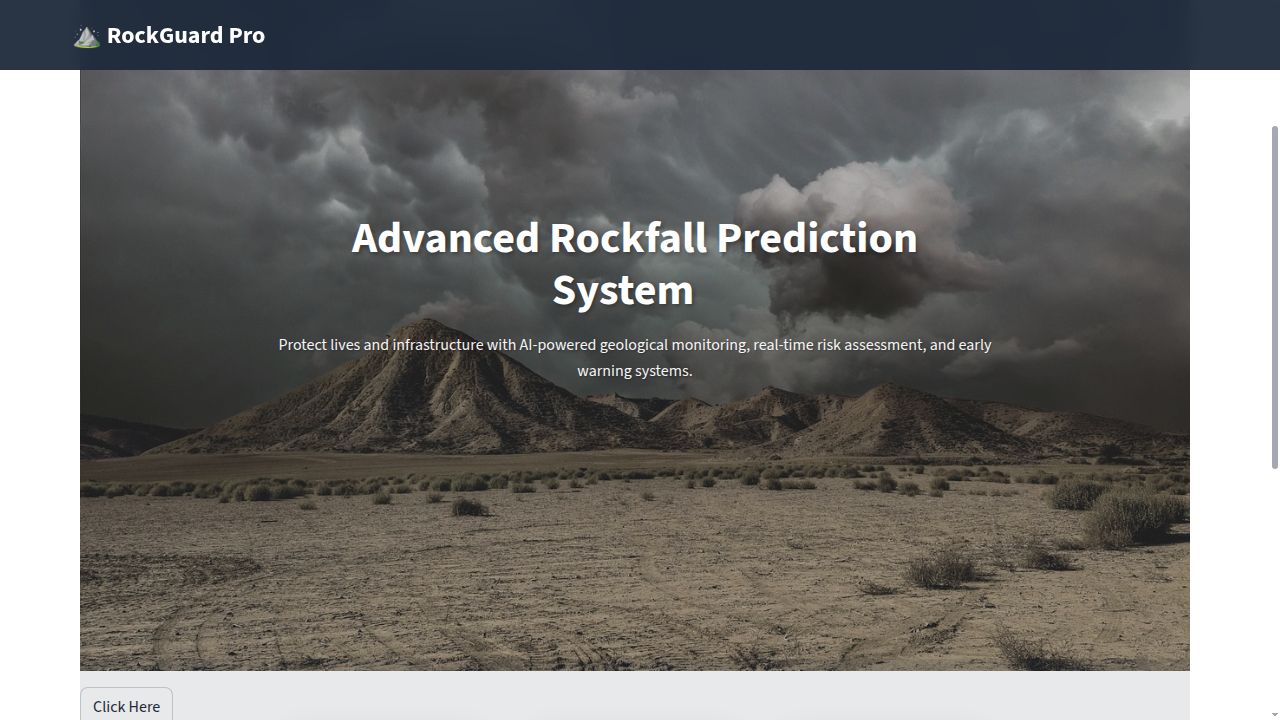 RockGuard Pro
Advanced Rockfall Prediction
System
Protect lives and infrastructure with AI-powered geological monitoring, real-time risk assessment, and early
warning systems.
Click Here